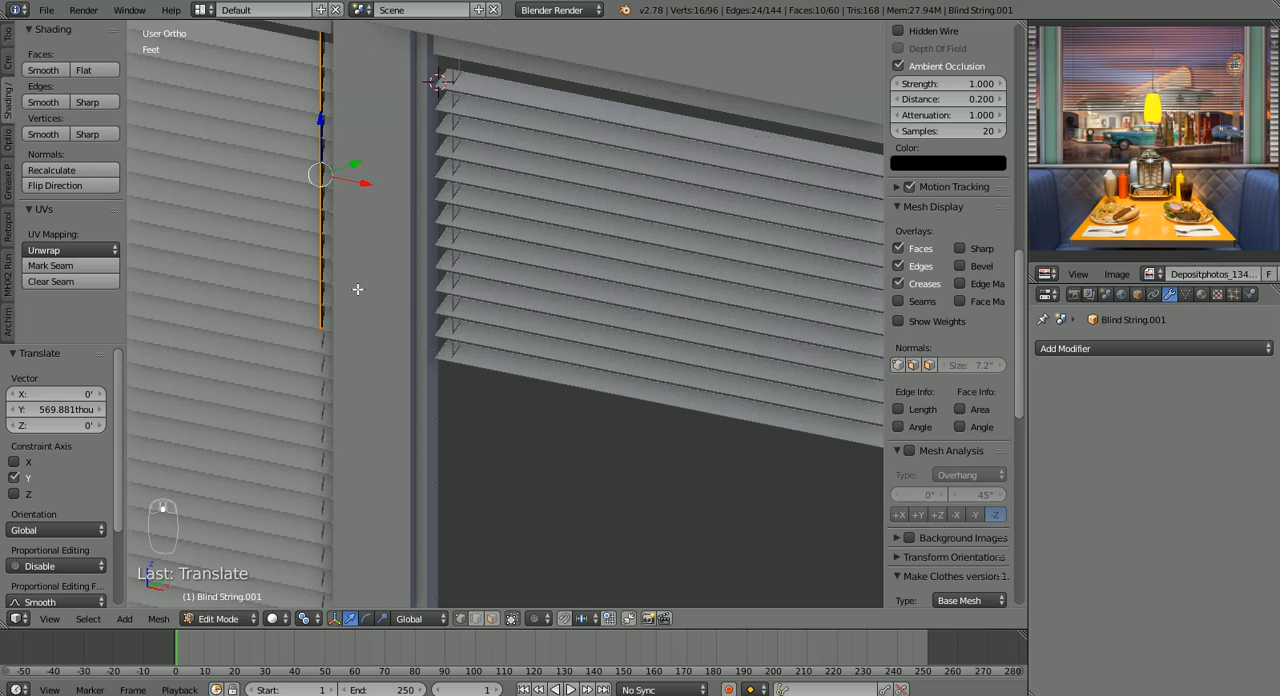 File Render Window Help Default Scene Blender Render v2.78 | Verts:16/96 | Edges:24/144 | Faces:10/60 | Tris:168 | Mem:27.94M | Blind String.001
Shading
Faces:
Smooth Flat
Edges:
Smooth Sharp
Vertices:
Smooth Sharp
Normals:
Recalculate
Flip Direction
UVs
UV Mapping:
Unwrap
Mark Seam
Clear Seam
Too
Cre
Shading /
Optio
Grease P
Retopol
MHX2 Run
Archim
Translate
Vector
X: 0'
Y: 569.881thou
Z: 0'
Constraint Axis
X
Y
Z
Orientation
Global
Proportional Editing
Disable
Proportional Editing F...
Smooth
User Ortho
Feet
Last: Translate
(1) Blind String.001
Hidden Wire
Depth Of Field
Ambient Occlusion
Strength: 1.000
Distance: 0.200
Attenuation: 1.000
Samples: 20
Color:
Motion Tracking
Mesh Display
Overlays:
Faces Sharp
Edges Bevel
Creases Edge Ma
Seams Face Ma
Show Weights
Normals:
Size: 7.2"
Edge Info: Face Info:
Length Area
Angle Angle
Mesh Analysis
Type: Overhang
0° 45°
+X +Y +Z -X -Y -Z
Background Images
Transform Orientations
Make Clothes version 1.
Type: Base Mesh
View Image Depositphotos_134... F
Blind String.001
Add Modifier
View Select Add Mesh Edit Mode Global
-50 -40 -30 -20 -10 0 10 20 30 40 50 60 70 80 90 100 110 120 130 140 150 160 170 180 190 200 210 220 230 240 250 260 270 280
View Marker Frame Playback Start: 1 End: 250 1 No Sync